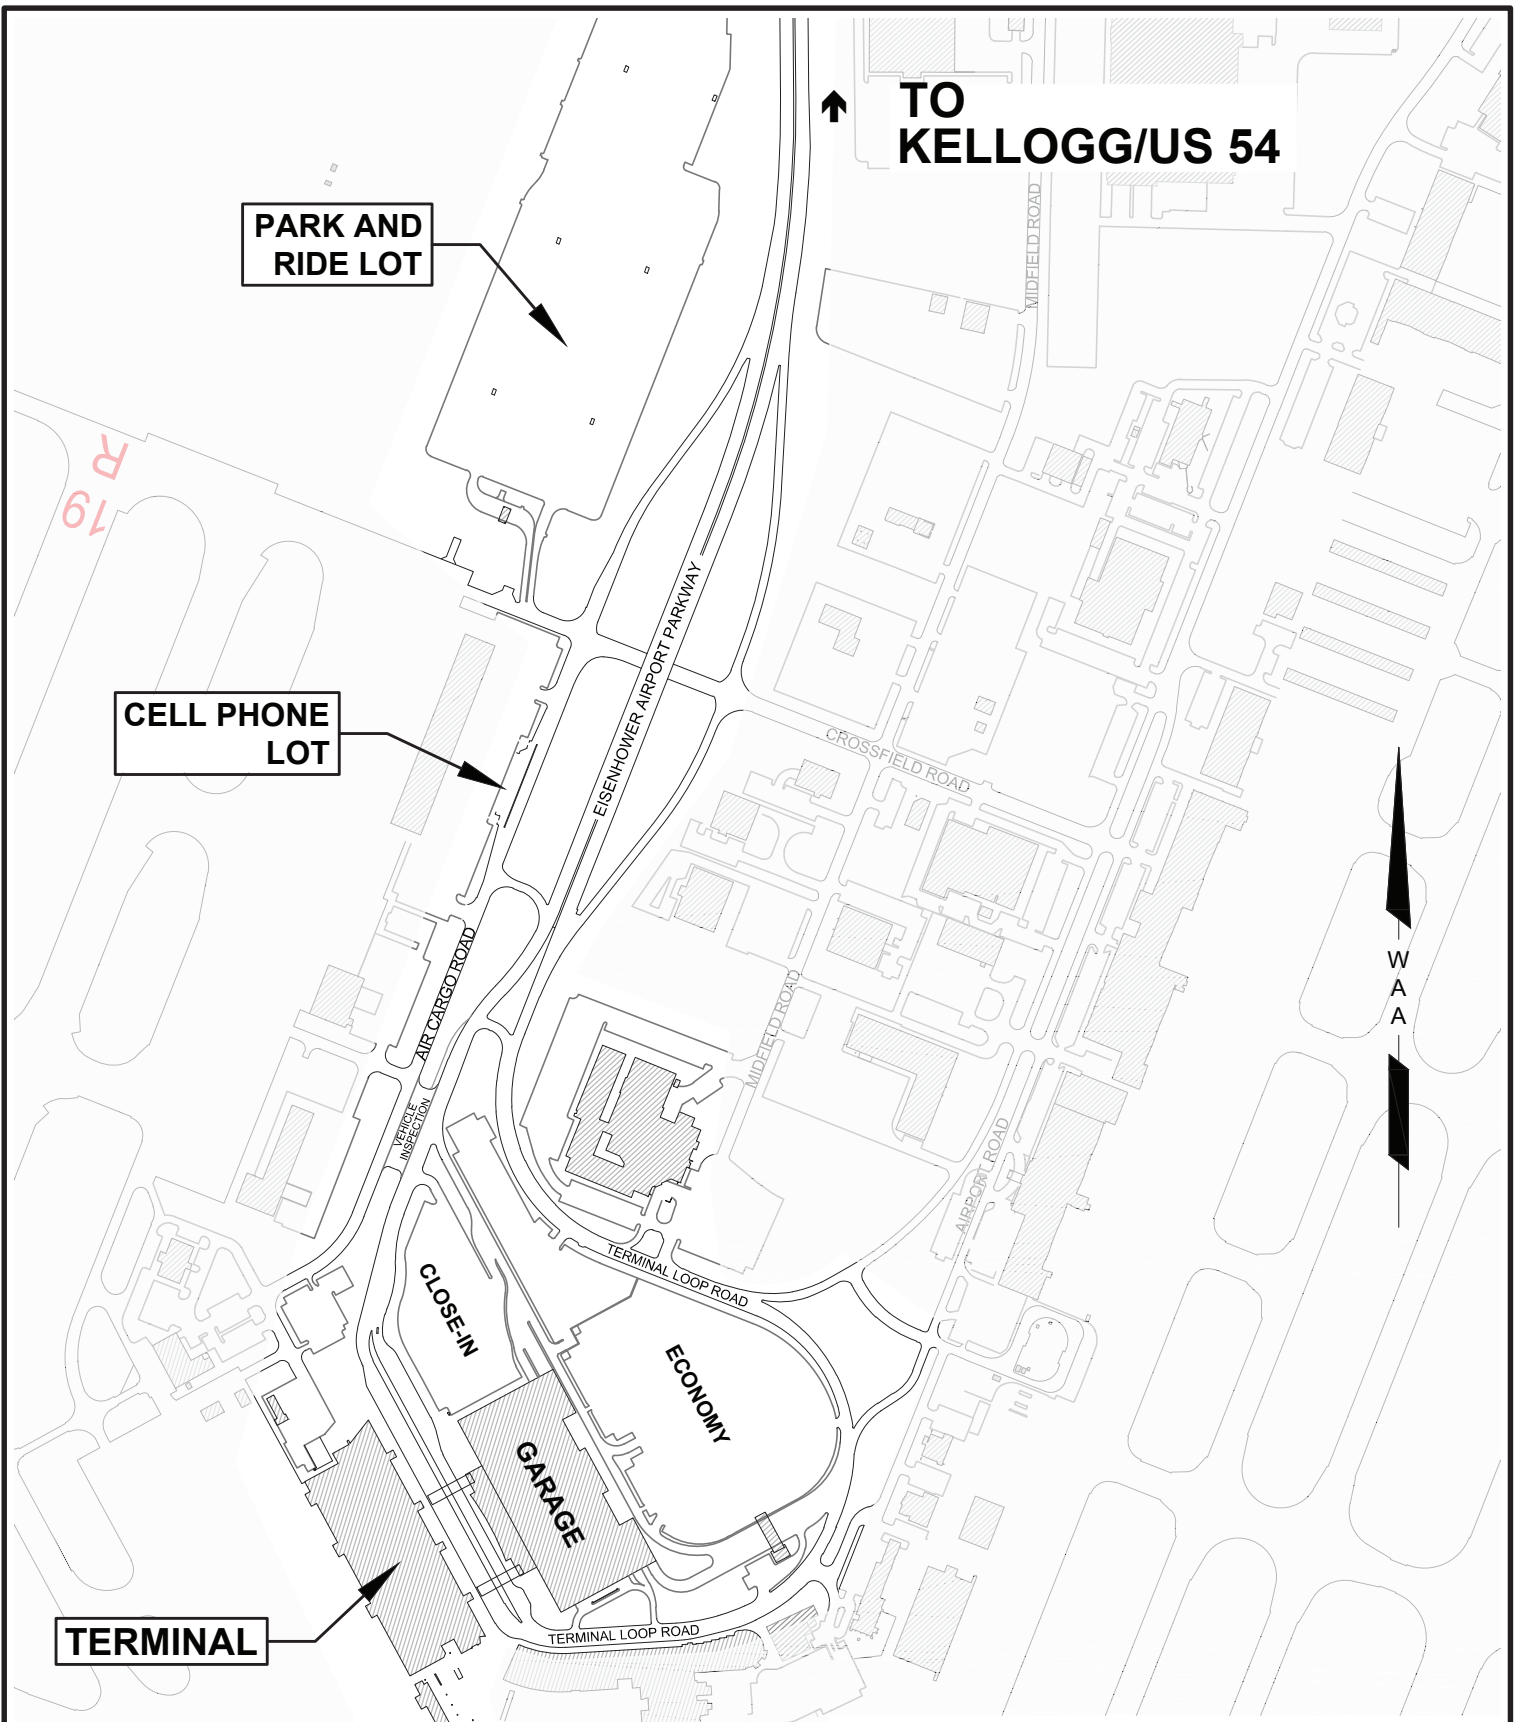 TO
KELLOGG/US 54
MIDFIELD ROAD
PARK AND
RIDE LOT
19
R
EISENHOWER AIRPORT PARKWAY
CELL PHONE
LOT
CROSSFIELD ROAD
AIR CARGO ROAD
W
A
A
MIDFIELD ROAD
VEHICLE
INSPECTION
AIRPORT ROAD
TERMINAL LOOP ROAD
CLOSE-IN
ECONOMY
GARAGE
TERMINAL
TERMINAL LOOP ROAD